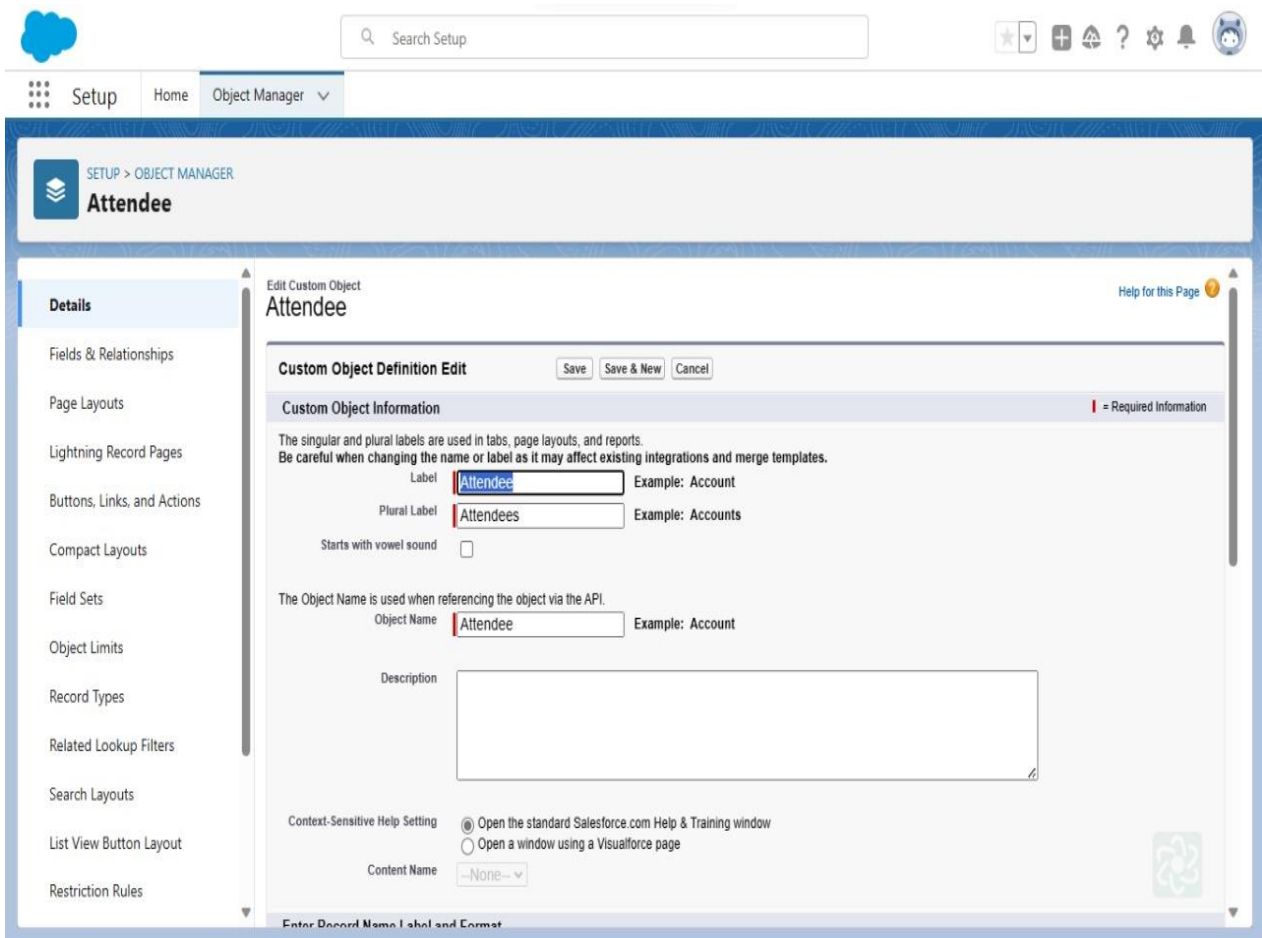 Search Setup
Setup Home Object Manager
SETUP > OBJECT MANAGER
Attendee
Details
Fields & Relationships
Page Layouts
Lightning Record Pages
Buttons, Links, and Actions
Compact Layouts
Field Sets
Object Limits
Record Types
Related Lookup Filters
Search Layouts
List View Button Layout
Restriction Rules
Edit Custom Object
Attendee
Help for this Page
Custom Object Definition Edit Save Save & New Cancel
Custom Object Information = Required Information
The singular and plural labels are used in tabs, page layouts, and reports.
Be careful when changing the name or label as it may affect existing integrations and merge templates.
Label Attendee Example: Account
Plural Label Attendees Example: Accounts
Starts with vowel sound
The Object Name is used when referencing the object via the API.
Object Name Attendee Example: Account
Description
Context-Sensitive Help Setting Open the standard Salesforce.com Help & Training window
Open a window using a Visualforce page
Content Name --None--
Enter Record Name Label and Format